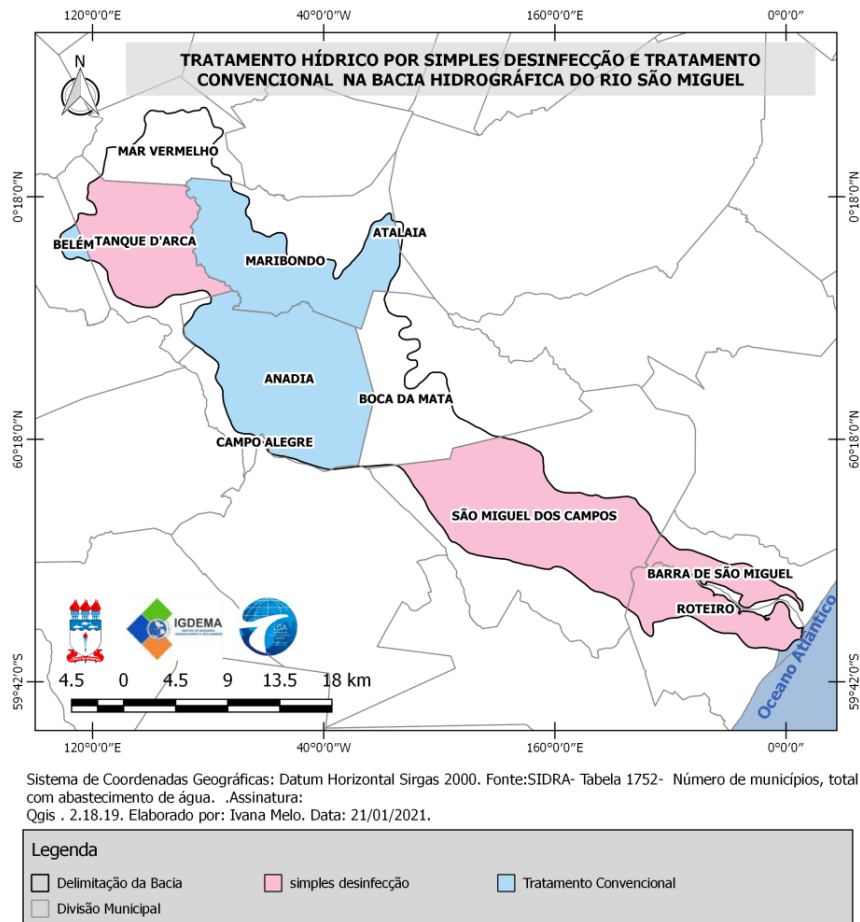 120°0'0"E 40°0'0"W 160°0'0"E 0°0'0"
TRATAMENTO HÍDRICO POR SIMPLES DESINFECÇÃO E TRATAMENTO
CONVENCIONAL NA BACIA HIDROGRÁFICA DO RIO SÃO MIGUEL
N
MAR VERMELHO
0°18'0"N 0°18'0"N
ATALAIA
BELÉM TANQUE D'ARCA
MARIBONDO
ANADIA
BOCA DA MATA
60°18'0"N CAMPO ALEGRE 60°18'0"N
SÃO MIGUEL DOS CAMPOS
BARRA DE SÃO MIGUEL
ROTEIRO
IGDEMA
LGA
Oceano Atlântico
4.5 0 4.5 9 13.5 18 km
59°42'0"S 59°42'0"S
120°0'0"E 40°0'0"W 160°0'0"E 0°0'0"
Sistema de Coordenadas Geográficas: Datum Horizontal Sirgas 2000. Fonte:SIDRA- Tabela 1752- Número de municípios, total
com abastecimento de água. .Assinatura:
Qgis . 2.18.19. Elaborado por: Ivana Melo. Data: 21/01/2021.
Legenda
Delimitação da Bacia simples desinfecção Tratamento Convencional
Divisão Municipal